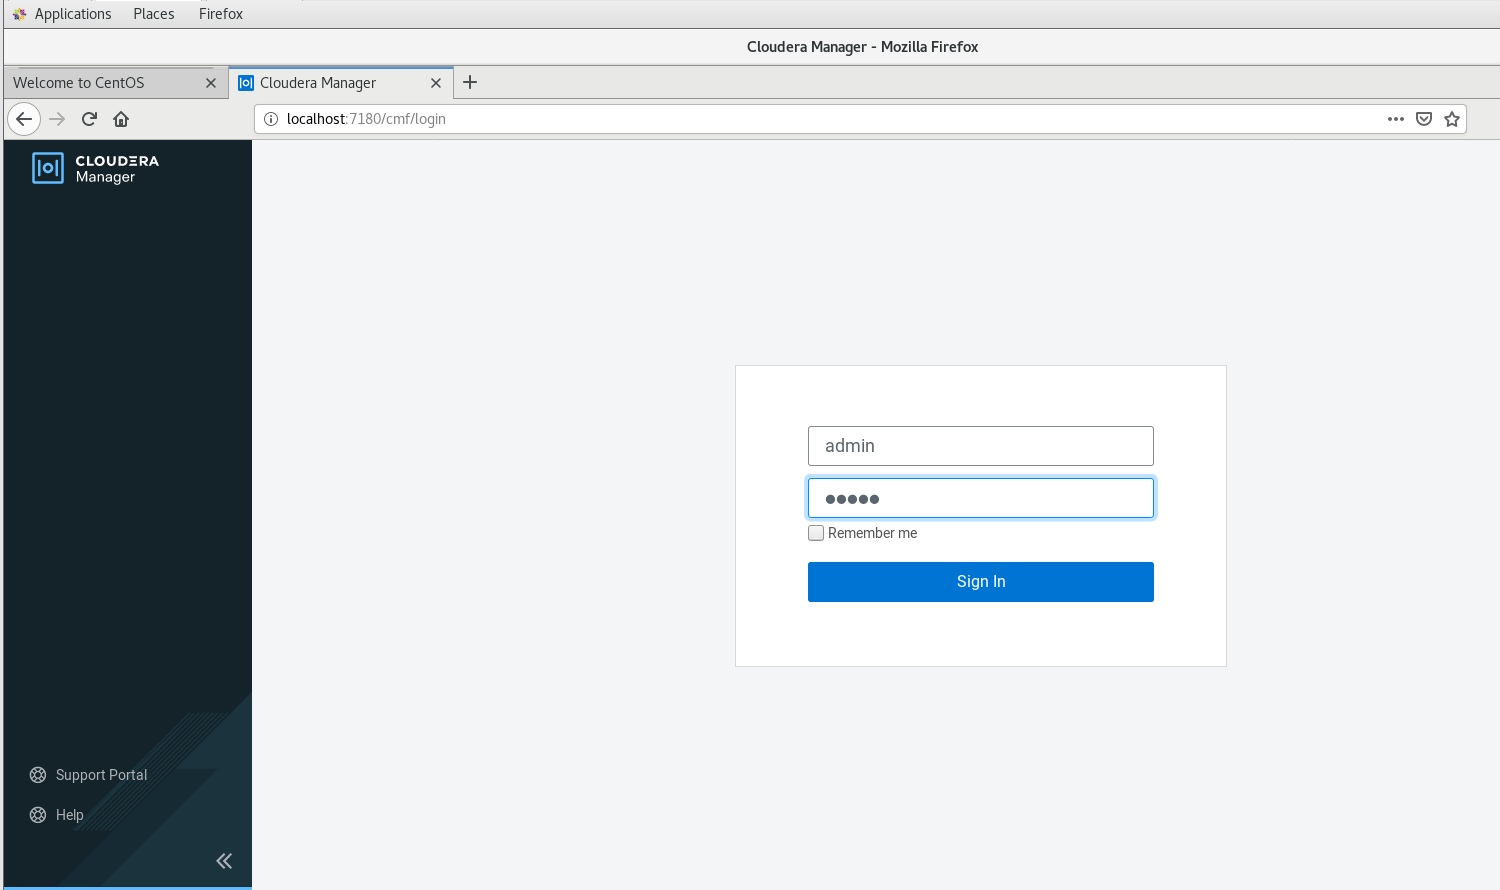 Applications Places Firefox
Cloudera Manager - Mozilla Firefox
Welcome to CentOS
Cloudera Manager
localhost:7180/cmf/login
CLOUDERA
Manager
admin
●●●●●
Remember me
Sign In
Support Portal
Help